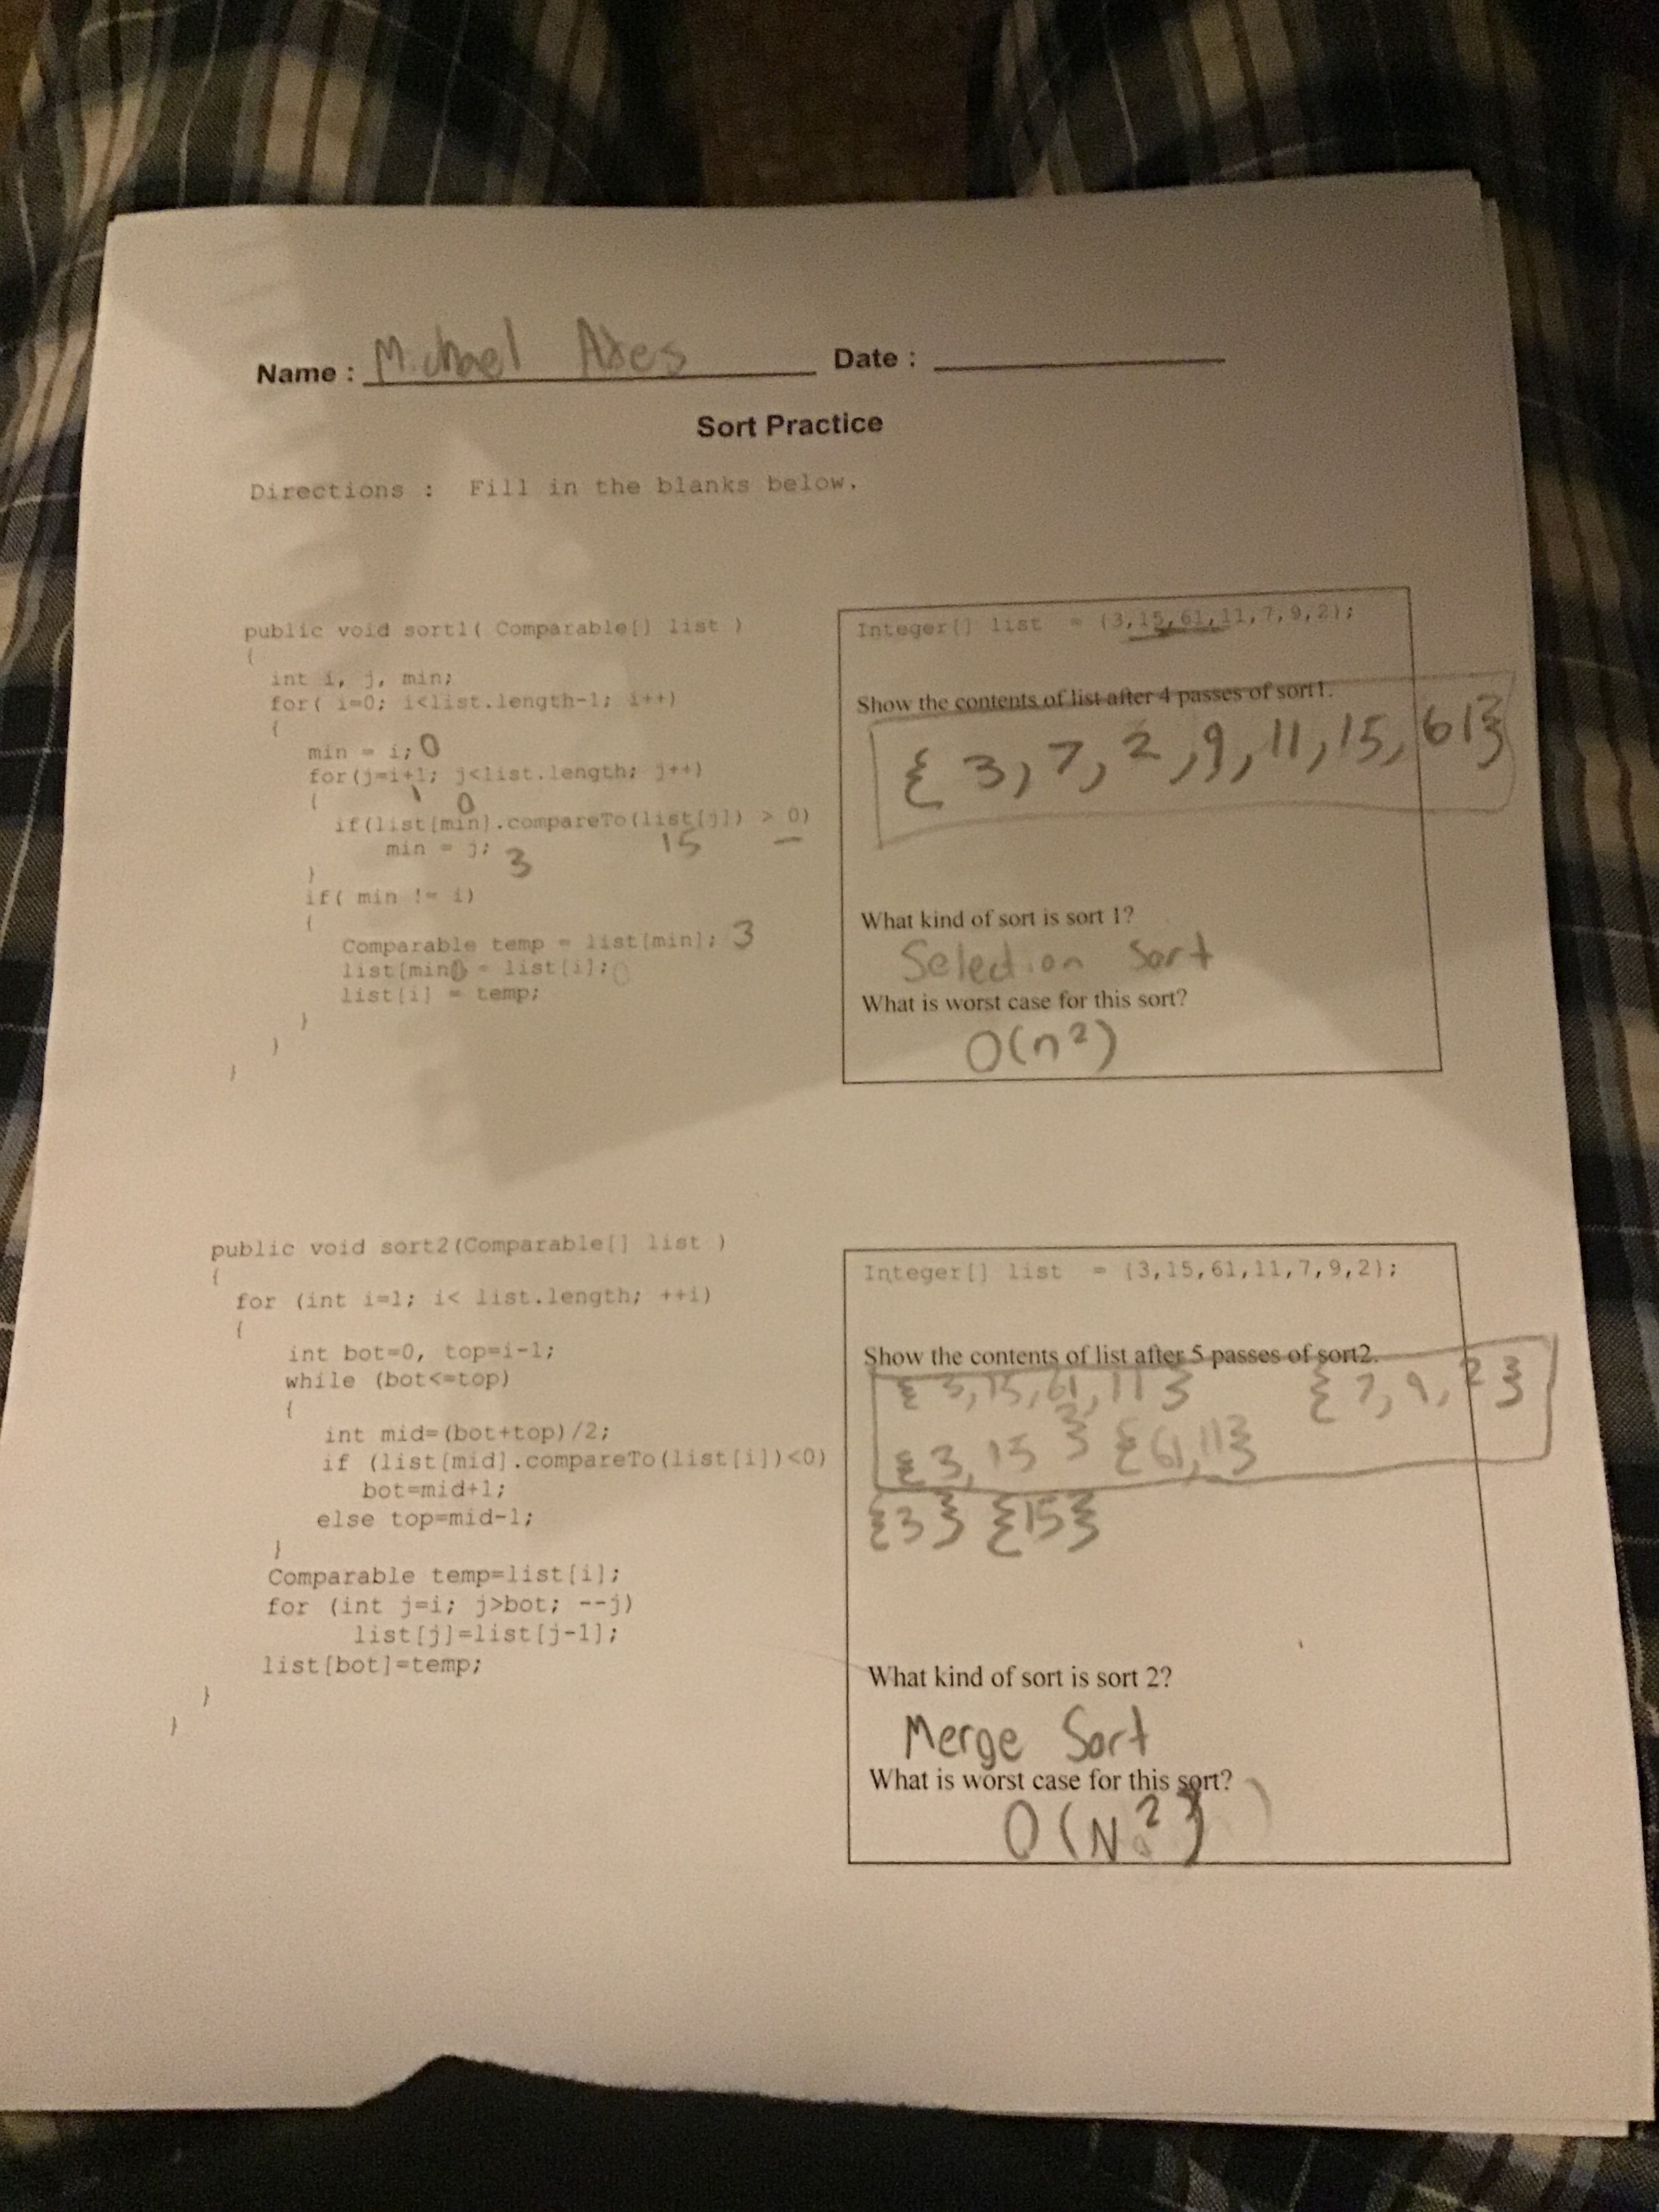 Name : Michael Date :
Sort Practice
Directions : Fill in the blanks below.
public void sort1( Comparable[] list )
{
int i, j, min;
for( i=0; i<list.length-1; i++)
{
min = i; 0
for(j=i+1; j<list.length; j++)
{ 1 0
if(list[min].compareTo(list[j]) > 0)
min = j; 3 15
}
if( min != i)
{
Comparable temp = list[min]; 3
list[min] = list[i]; 0
list[i] = temp;
}
}
}
Integer[] list = {3,15,61,11,7,9,2};
Show the contents of list after 4 passes of sort1.
{ 3, 7, 2, 9, 11, 15, 61}
What kind of sort is sort 1?
Selection Sort
What is worst case for this sort?
O(n²)
public void sort2(Comparable[] list )
{
for (int i=1; i< list.length; ++i)
{
int bot=0, top=i-1;
while (bot<=top)
{
int mid=(bot+top)/2;
if (list[mid].compareTo(list[i])<0)
bot=mid+1;
else top=mid-1;
}
Comparable temp=list[i];
for (int j=i; j>bot; --j)
list[j]=list[j-1];
list[bot]=temp;
}
}
Integer[] list = {3,15,61,11,7,9,2};
Show the contents of list after 5 passes of sort2.
{ 3, 15, 61, 11 } { 7, 9, 2 }
{ 3, 15 } { 61, 11}
{3} {15}
What kind of sort is sort 2?
Merge Sort
What is worst case for this sort?
O(N²)